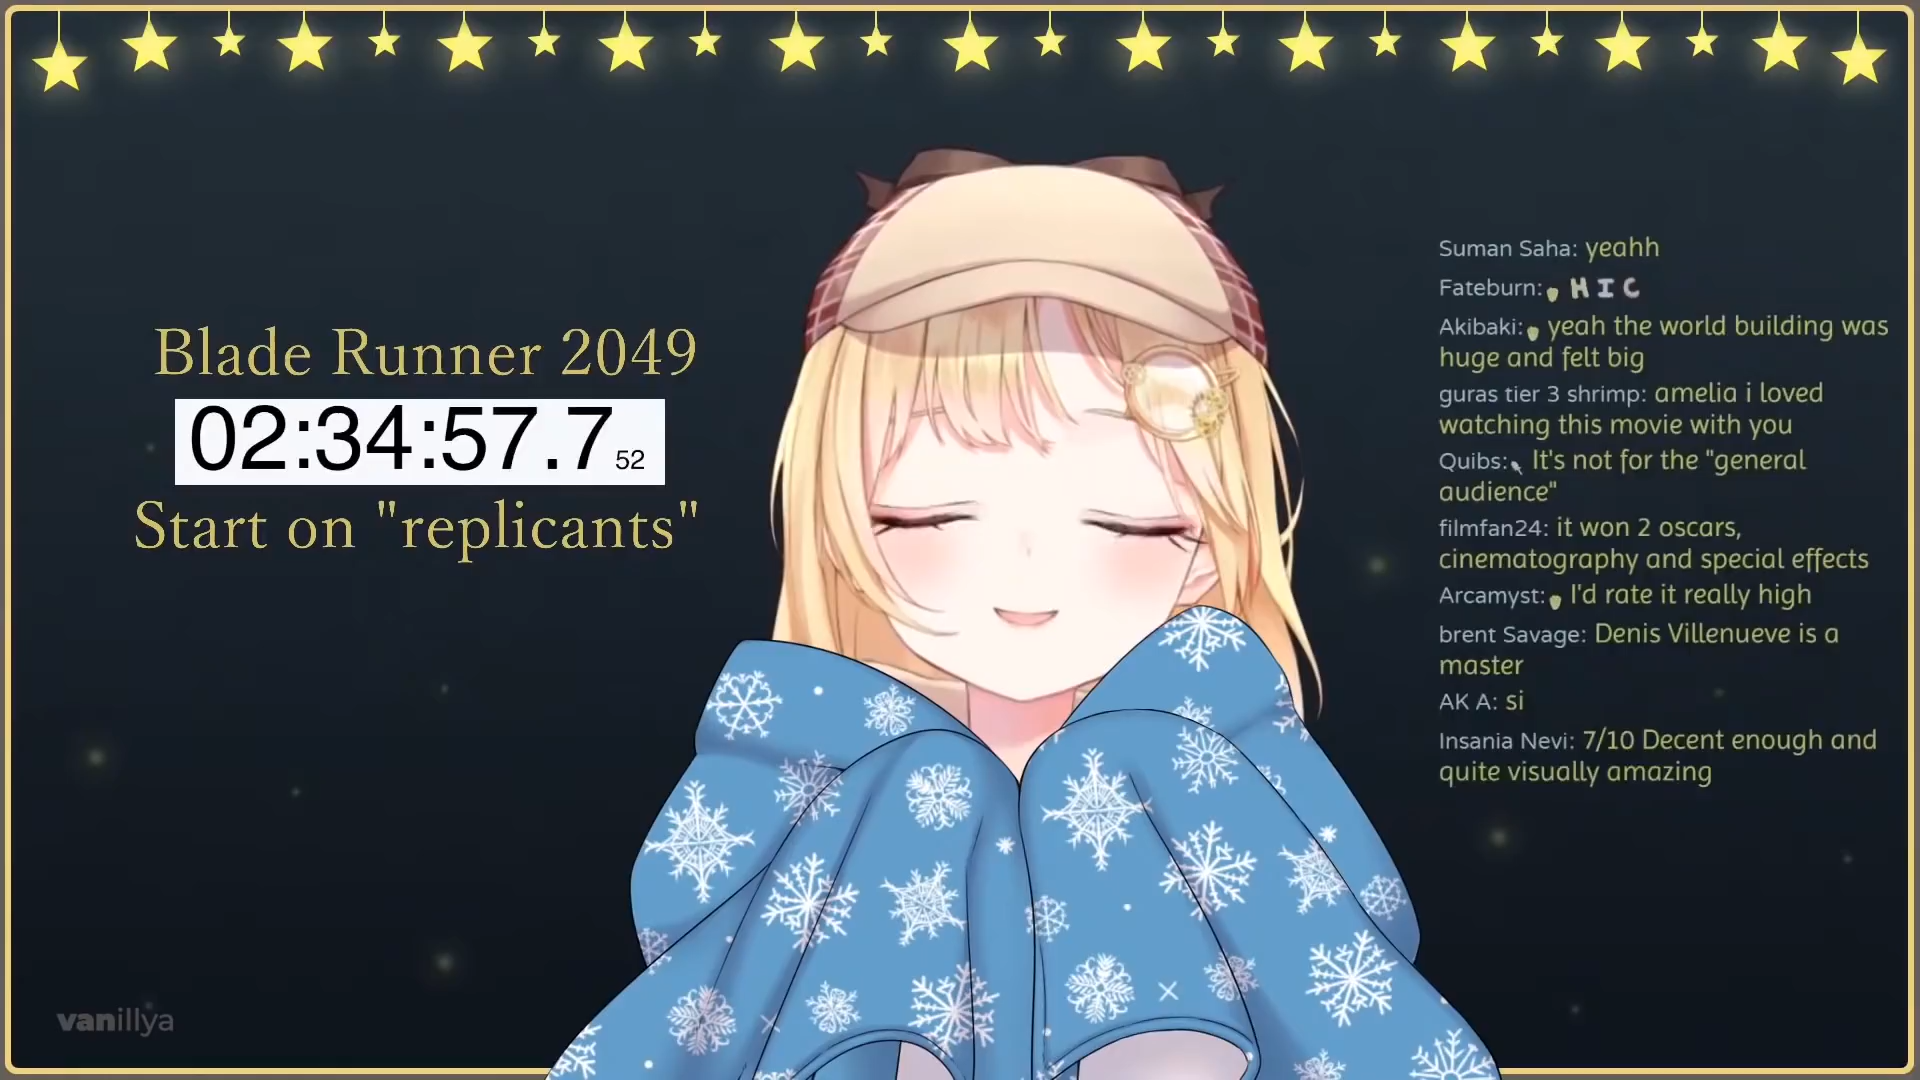 Blade Runner 2049
02:34:57.752
Start on "replicants"
Suman Saha: yeahh
Fateburn: HIC
Akibaki: yeah the world building was
huge and felt big
guras tier 3 shrimp: amelia i loved
watching this movie with you
Quibs: It's not for the "general
audience"
filmfan24: it won 2 oscars,
cinematography and special effects
Arcamyst: I'd rate it really high
brent Savage: Denis Villenueve is a
master
AK A: si
Insania Nevi: 7/10 Decent enough and
quite visually amazing
vanillya